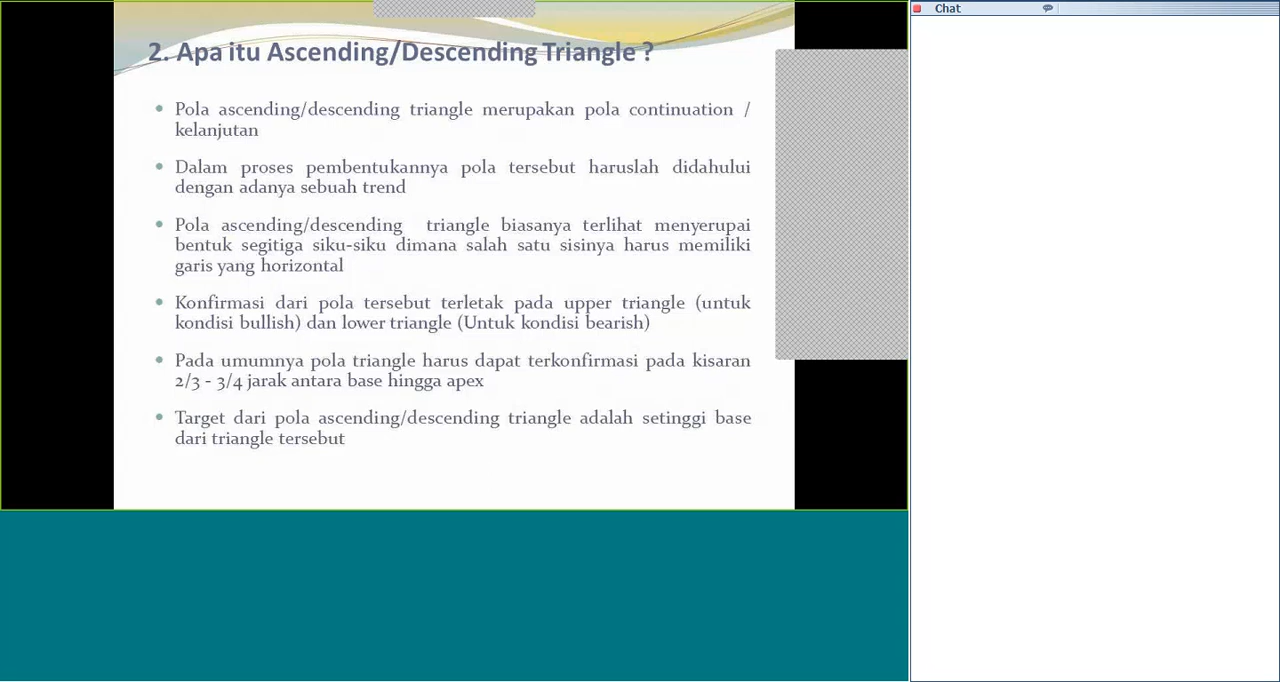 Chat
2. Apa itu Ascending/Descending Triangle ?
• Pola ascending/descending triangle merupakan pola continuation /
kelanjutan
• Dalam proses pembentukannya pola tersebut haruslah didahului
dengan adanya sebuah trend
• Pola ascending/descending triangle biasanya terlihat menyerupai
bentuk segitiga siku-siku dimana salah satu sisinya harus memiliki
garis yang horizontal
• Konfirmasi dari pola tersebut terletak pada upper triangle (untuk
kondisi bullish) dan lower triangle (Untuk kondisi bearish)
• Pada umumnya pola triangle harus dapat terkonfirmasi pada kisaran
2/3 - 3/4 jarak antara base hingga apex
• Target dari pola ascending/descending triangle adalah setinggi base
dari triangle tersebut